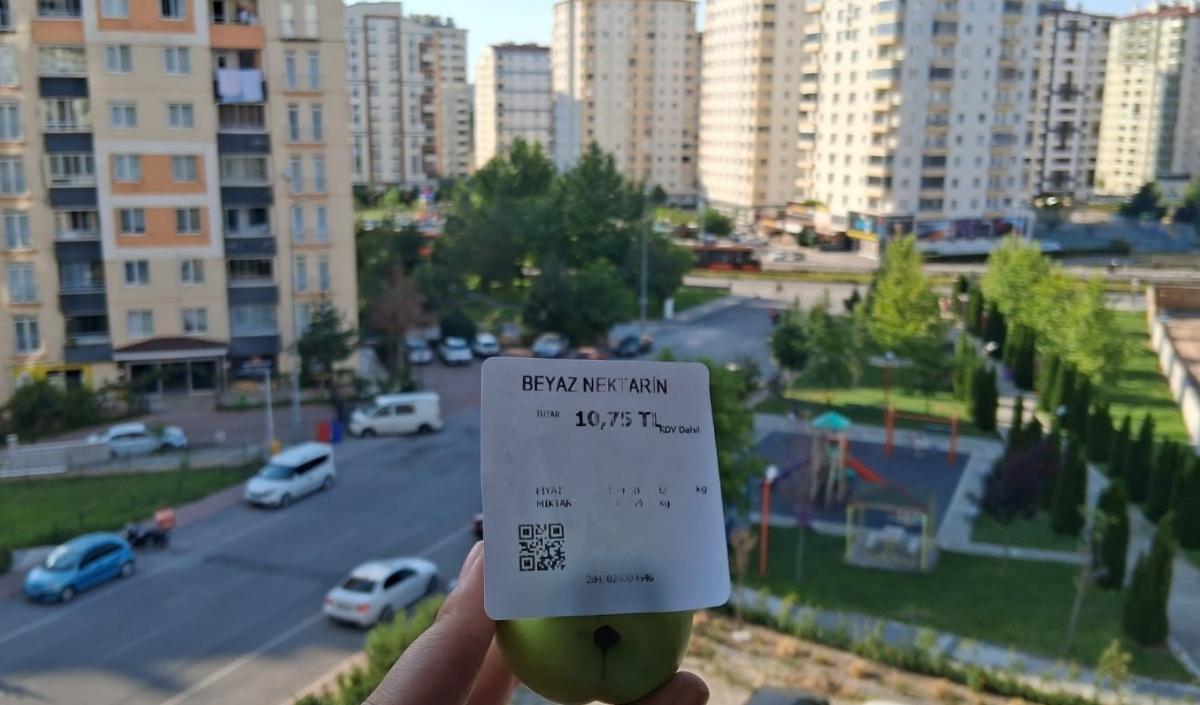 BEYAZ NEKTARİN
TUTAR 10,75 TL KDV Dahil
FİYAT kg
MİKTAR kg